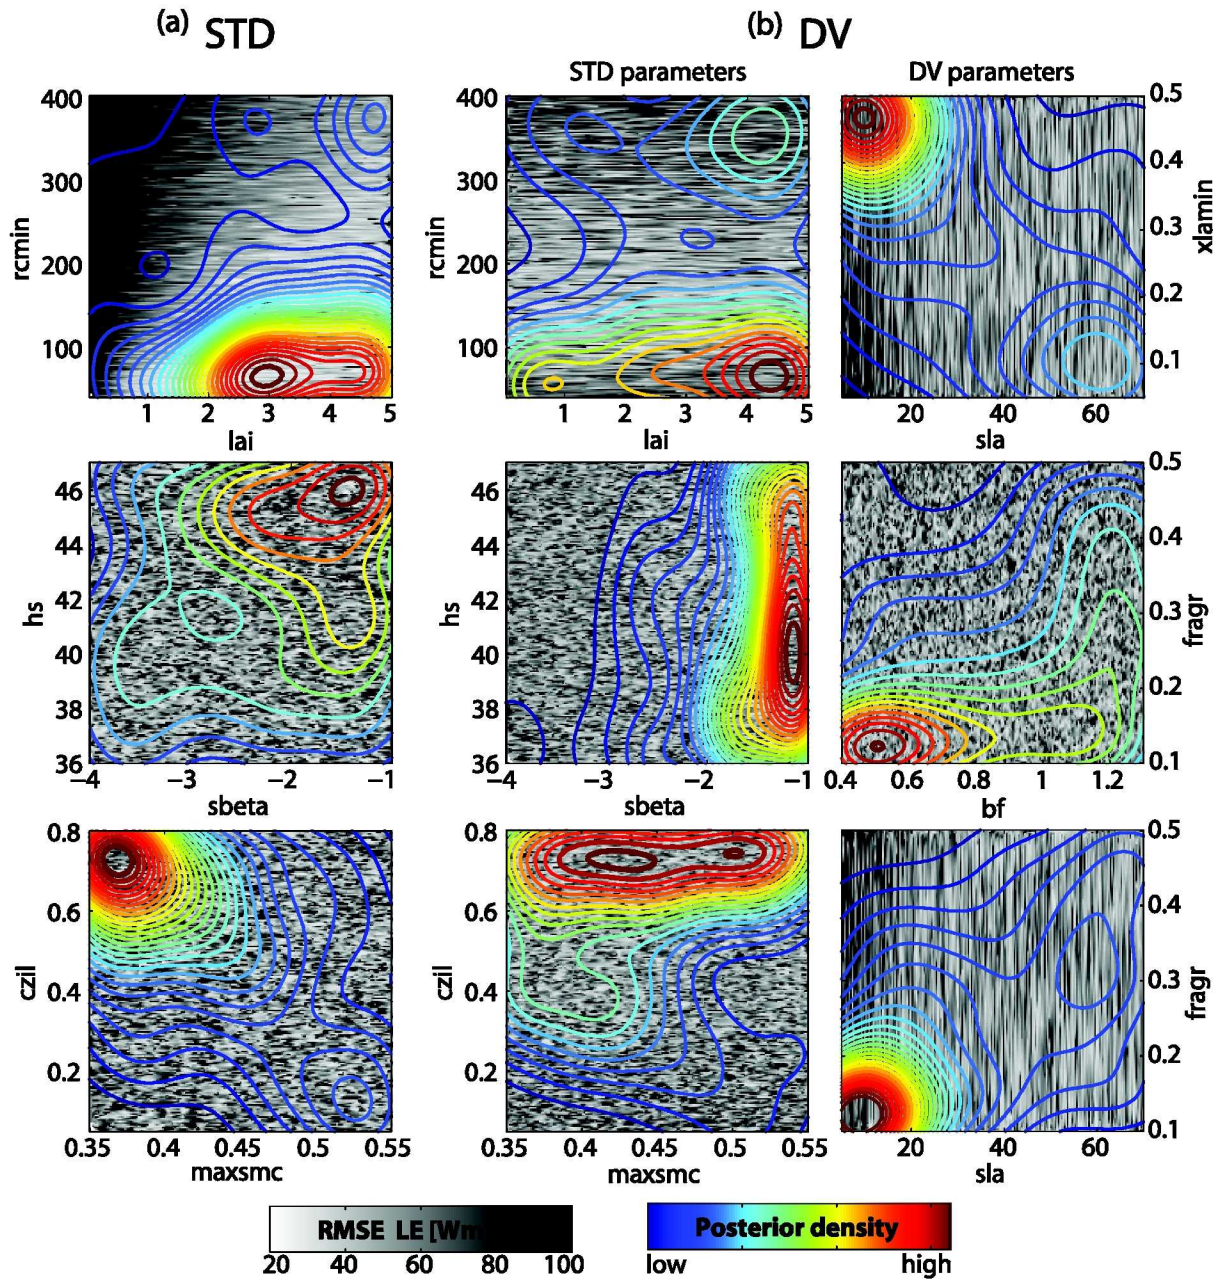 (a) STD
(b) DV
STD parameters
DV parameters
400
300
200
100
rcmin
1 2 3 4 5
lai
400
300
200
100
rcmin
1 2 3 4 5
lai
0.5
0.4
0.3
0.2
0.1
xlamin
20 40 60
sla
46
44
42
40
38
36
hs
−4 −3 −2 −1
sbeta
46
44
42
40
38
36
hs
−4 −3 −2 −1
sbeta
0.5
0.4
0.3
0.2
0.1
fragr
0.4 0.6 0.8 1 1.2
bf
0.8
0.6
0.4
0.2
czil
0.35 0.4 0.45 0.5 0.55
maxsmc
0.8
0.6
0.4
0.2
czil
0.35 0.4 0.45 0.5 0.55
maxsmc
0.5
0.4
0.3
0.2
0.1
fragr
20 40 60
sla
RMSE LE [Wm
20 40 60 80 100
Posterior density
low high